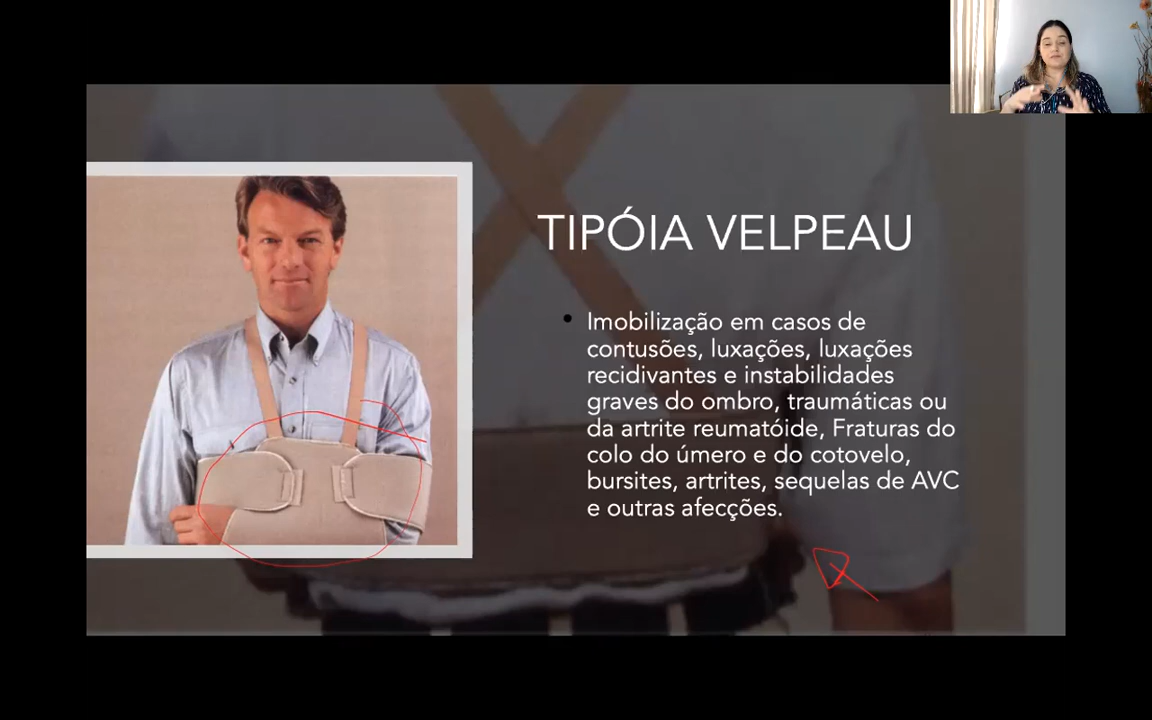 TIPÓIA VELPEAU
• Imobilização em casos de
contusões, luxações, luxações
recidivantes e instabilidades
graves do ombro, traumáticas ou
da artrite reumatóide, Fraturas do
colo do úmero e do cotovelo,
bursites, artrites, sequelas de AVC
e outras afecções.